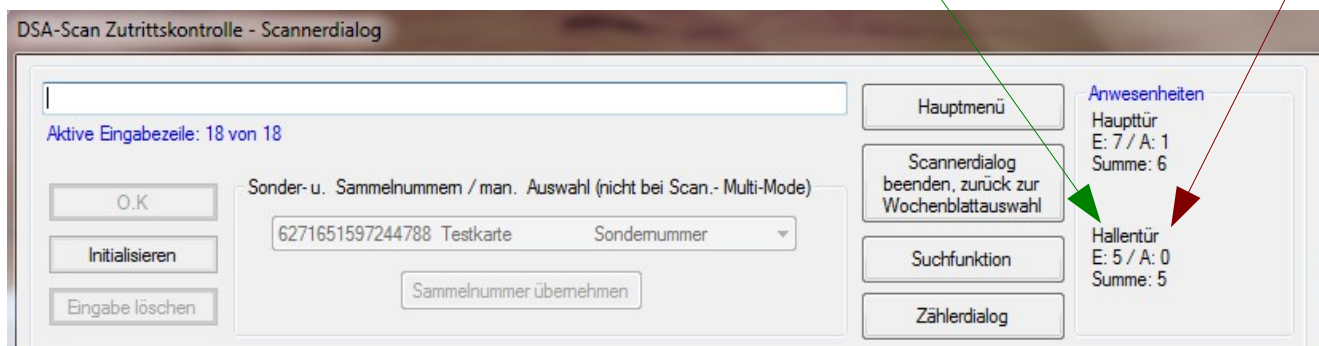 DSA-Scan Zutrittskontrolle - Scannerdialog
Aktive Eingabezeile: 18 von 18
O.K
Initialisieren
Eingabe löschen
Sonder- u. Sammelnummern / man. Auswahl (nicht bei Scan.- Multi-Mode)
6271651597244788 Testkarte Sondernummer
Sammelnummer übernehmen
Hauptmenü
Scannerdialog
beenden, zurück zur
Wochenblattauswahl
Suchfunktion
Zählerdialog
Anwesenheiten
Haupttür
E: 7 / A: 1
Summe: 6
Hallentür
E: 5 / A: 0
Summe: 5